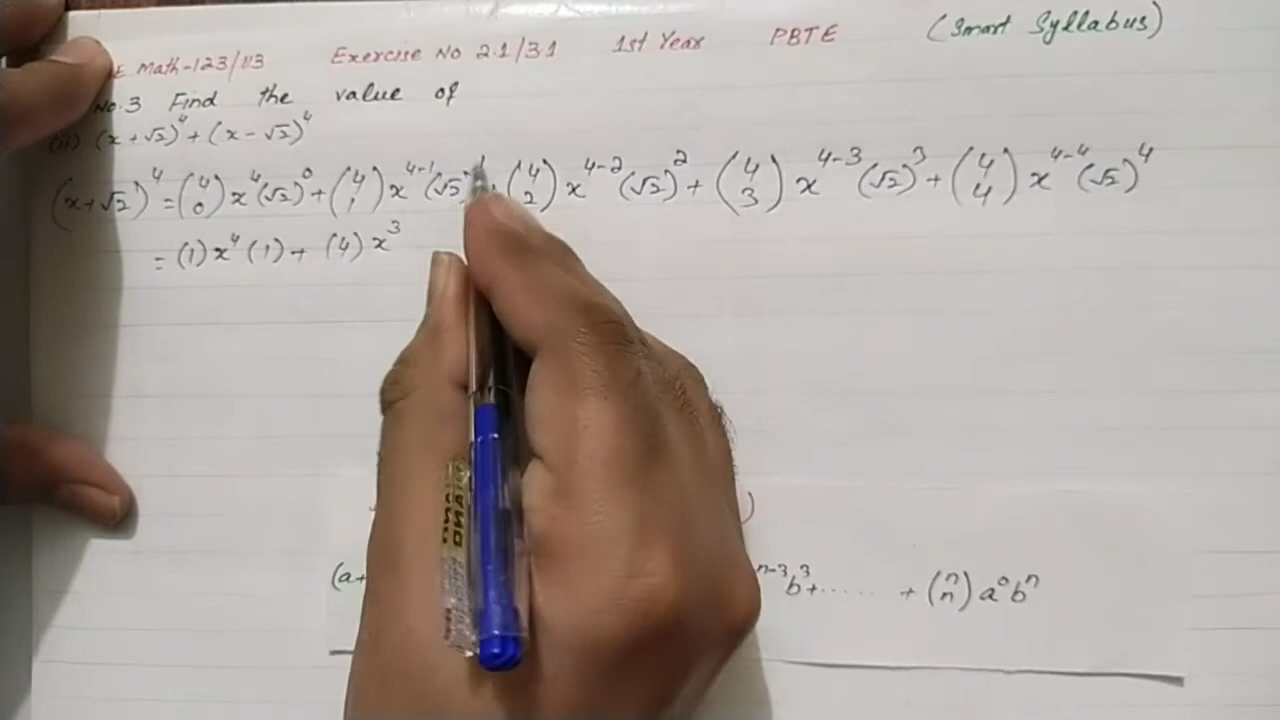 Math-123/113 Exercise No 2.1/3.1 1st Year PBTE (Smart Syllabus)
No.3 Find the value of
(ii) (x+√2)⁴ + (x-√2)⁴
(x+√2)⁴ = (4 0) x⁴(√2)⁰ + (4 1) x⁴⁻¹(√2)¹ + (4 2) x⁴⁻²(√2)² + (4 3) x⁴⁻³(√2)³ + (4 4) x⁴⁻⁴(√2)⁴
= (1) x⁴ (1) + (4) x³
(a+ ⁿ⁻³b³+...... + (n n) a⁰bⁿ